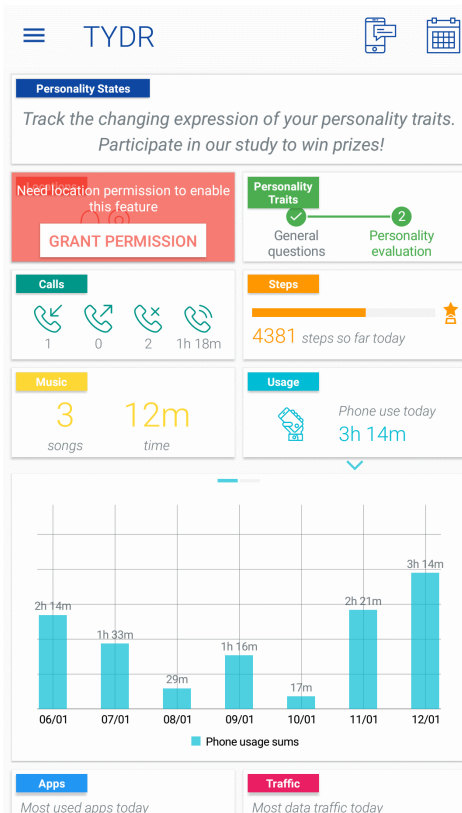 TYDR
Personality States
Track the changing expression of your personality traits.
Participate in our study to win prizes!
Need location permission to enable
this feature
GRANT PERMISSION
Personality
Traits
2
General
questions
Personality
evaluation
Calls
1
0
2
1h 18m
Steps
4381 steps so far today
Music
3
12m
songs
time
Usage
Phone use today
3h 14m
2h 14m
1h 33m
29m
1h 16m
17m
2h 21m
3h 14m
06/01
07/01
08/01
09/01
10/01
11/01
12/01
Phone usage sums
Apps
Most used apps today
Traffic
Most data traffic today